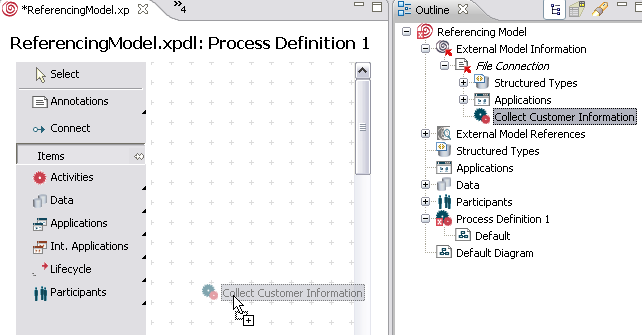 *ReferencingModel.xp
4
ReferencingModel.xpdl: Process Definition 1
Select
Annotations
Connect
Items
Activities
Data
Applications
Int. Applications
Lifecycle
Participants
Collect Customer Information
Outline
Referencing Model
External Model Information
File Connection
Structured Types
Applications
Collect Customer Information
External Model References
Structured Types
Applications
Data
Participants
Process Definition 1
Default
Default Diagram